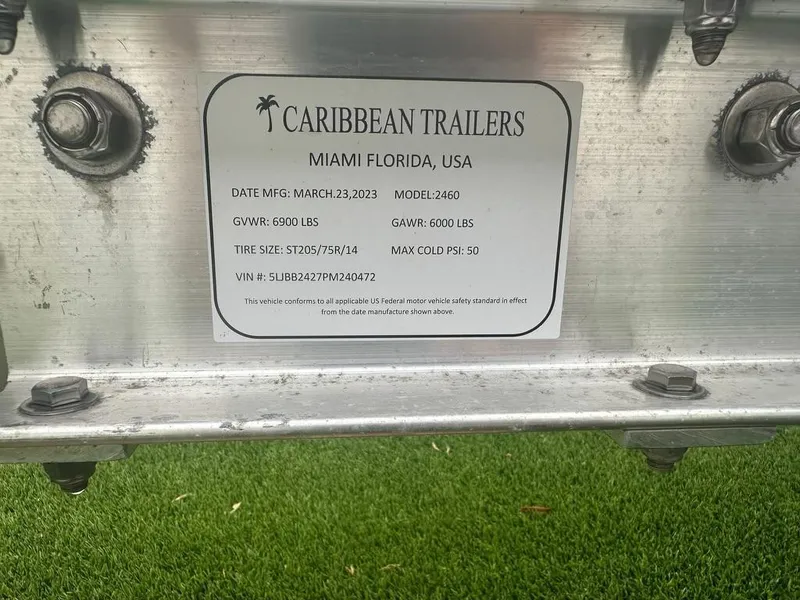 CARIBBEAN TRAILERS
MIAMI FLORIDA, USA
DATE MFG: MARCH.23,2023 MODEL:2460
GVWR: 6900 LBS GAWR: 6000 LBS
TIRE SIZE: ST205/75R/14 MAX COLD PSI: 50
VIN #: 5LJBB2427PM240472
This vehicle conforms to all applicable US Federal motor vehicle safety standard in effect
from the date manufacture shown above.